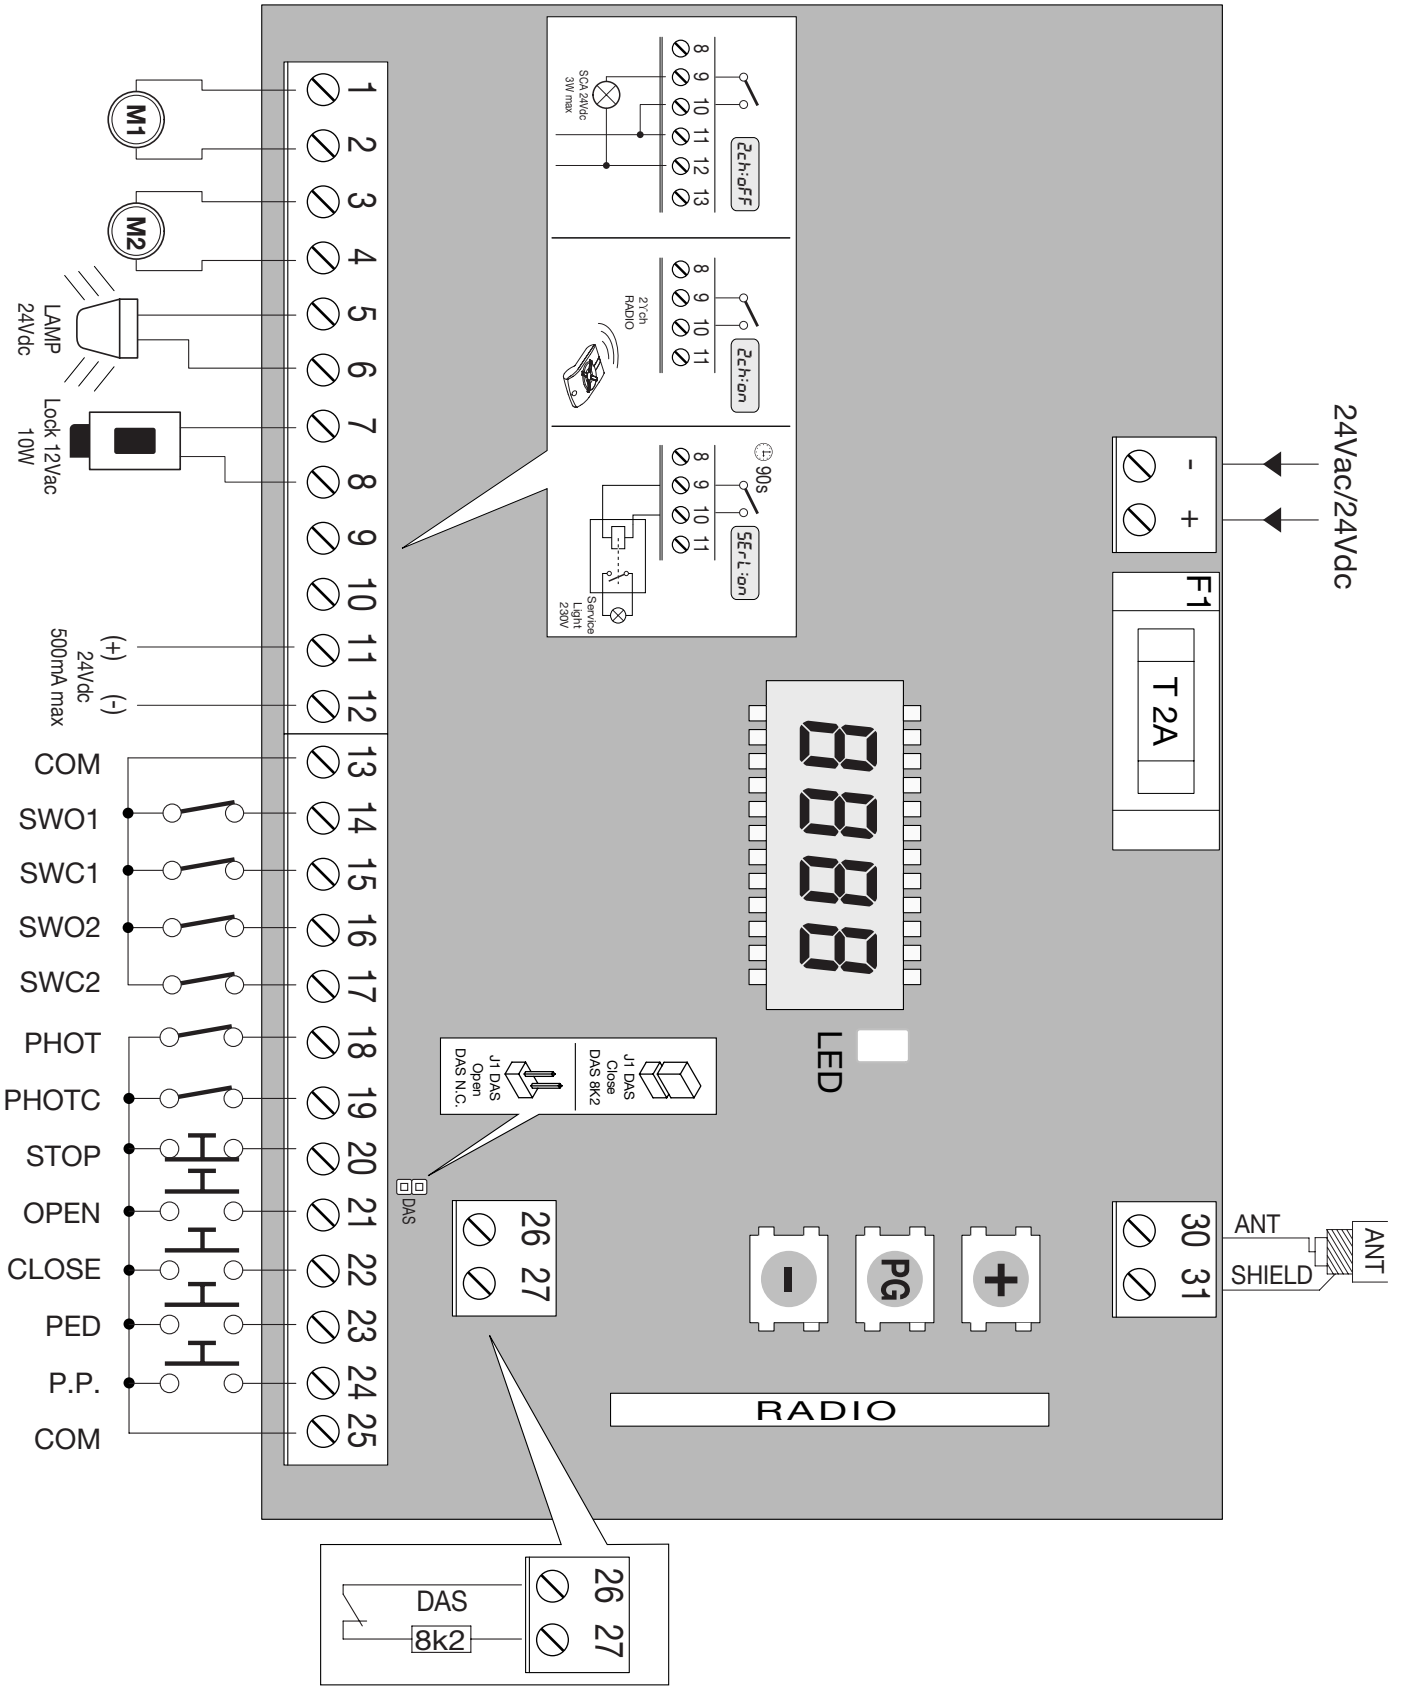 8
9
10
11
12
13
SCA 24Vdc
3W max
2ch:oFF
8
9
10
11
2Ych
RADIO
2ch:on
90s
8
9
10
11
SErL:on
Service
Light
230V
1
2
3
4
5
6
7
8
9
10
11
12
13
14
15
16
17
18
19
20
21
22
23
24
25
M1
M2
LAMP
24Vdc
Lock 12Vac
10W
(+) (-)
24Vdc
500mA max
COM
SWO1
SWC1
SWO2
SWC2
PHOT
PHOTC
STOP
OPEN
CLOSE
PED
P.P.
COM
24Vac/24Vdc
- +
F1
T 2A
8888
LED
J1 DAS
Close
DAS 8K2
J1 DAS
Open
DAS N.C.
DAS
26 27
- PG +
30 31
ANT
SHIELD
ANT
RADIO
26 27
DAS
8k2